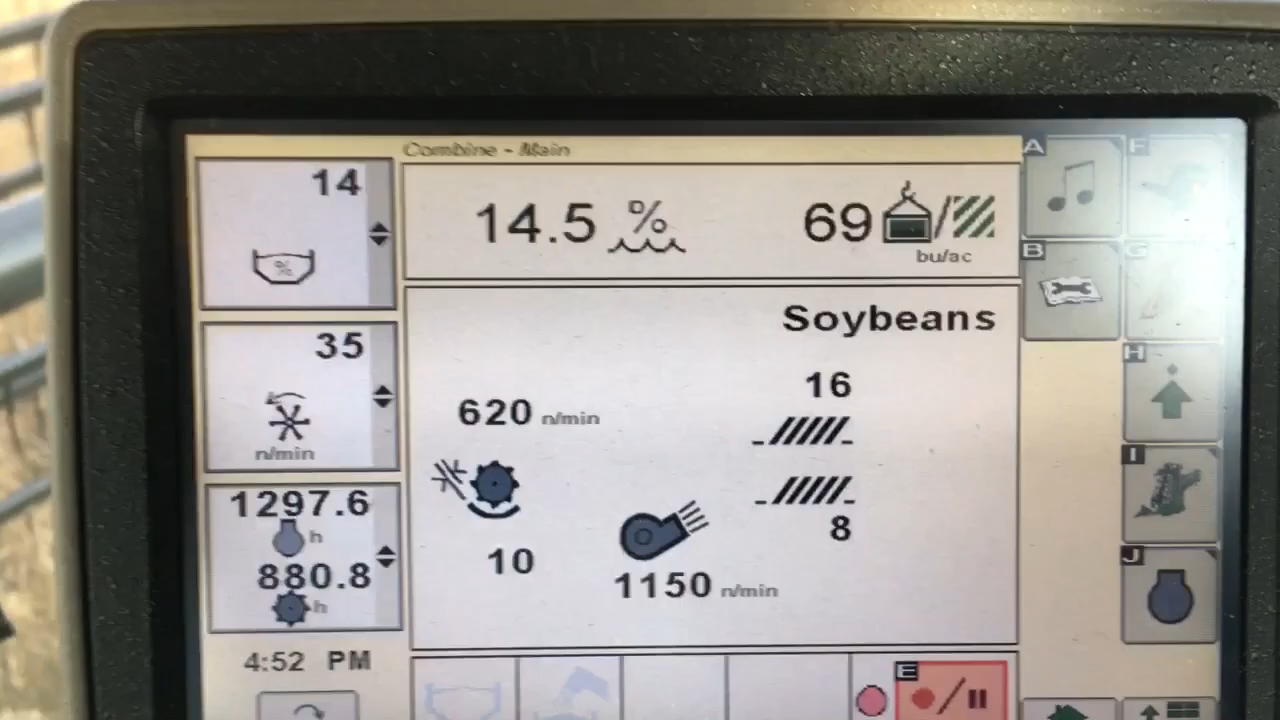 Combine - Main
14
%
14.5 %
69 /
bu/ac
A
F
B
G
35
n/min
Soybeans
16
620 n/min
8
10
1150 n/min
1297.6
h
880.8
h
H
I
J
4:52 PM
E